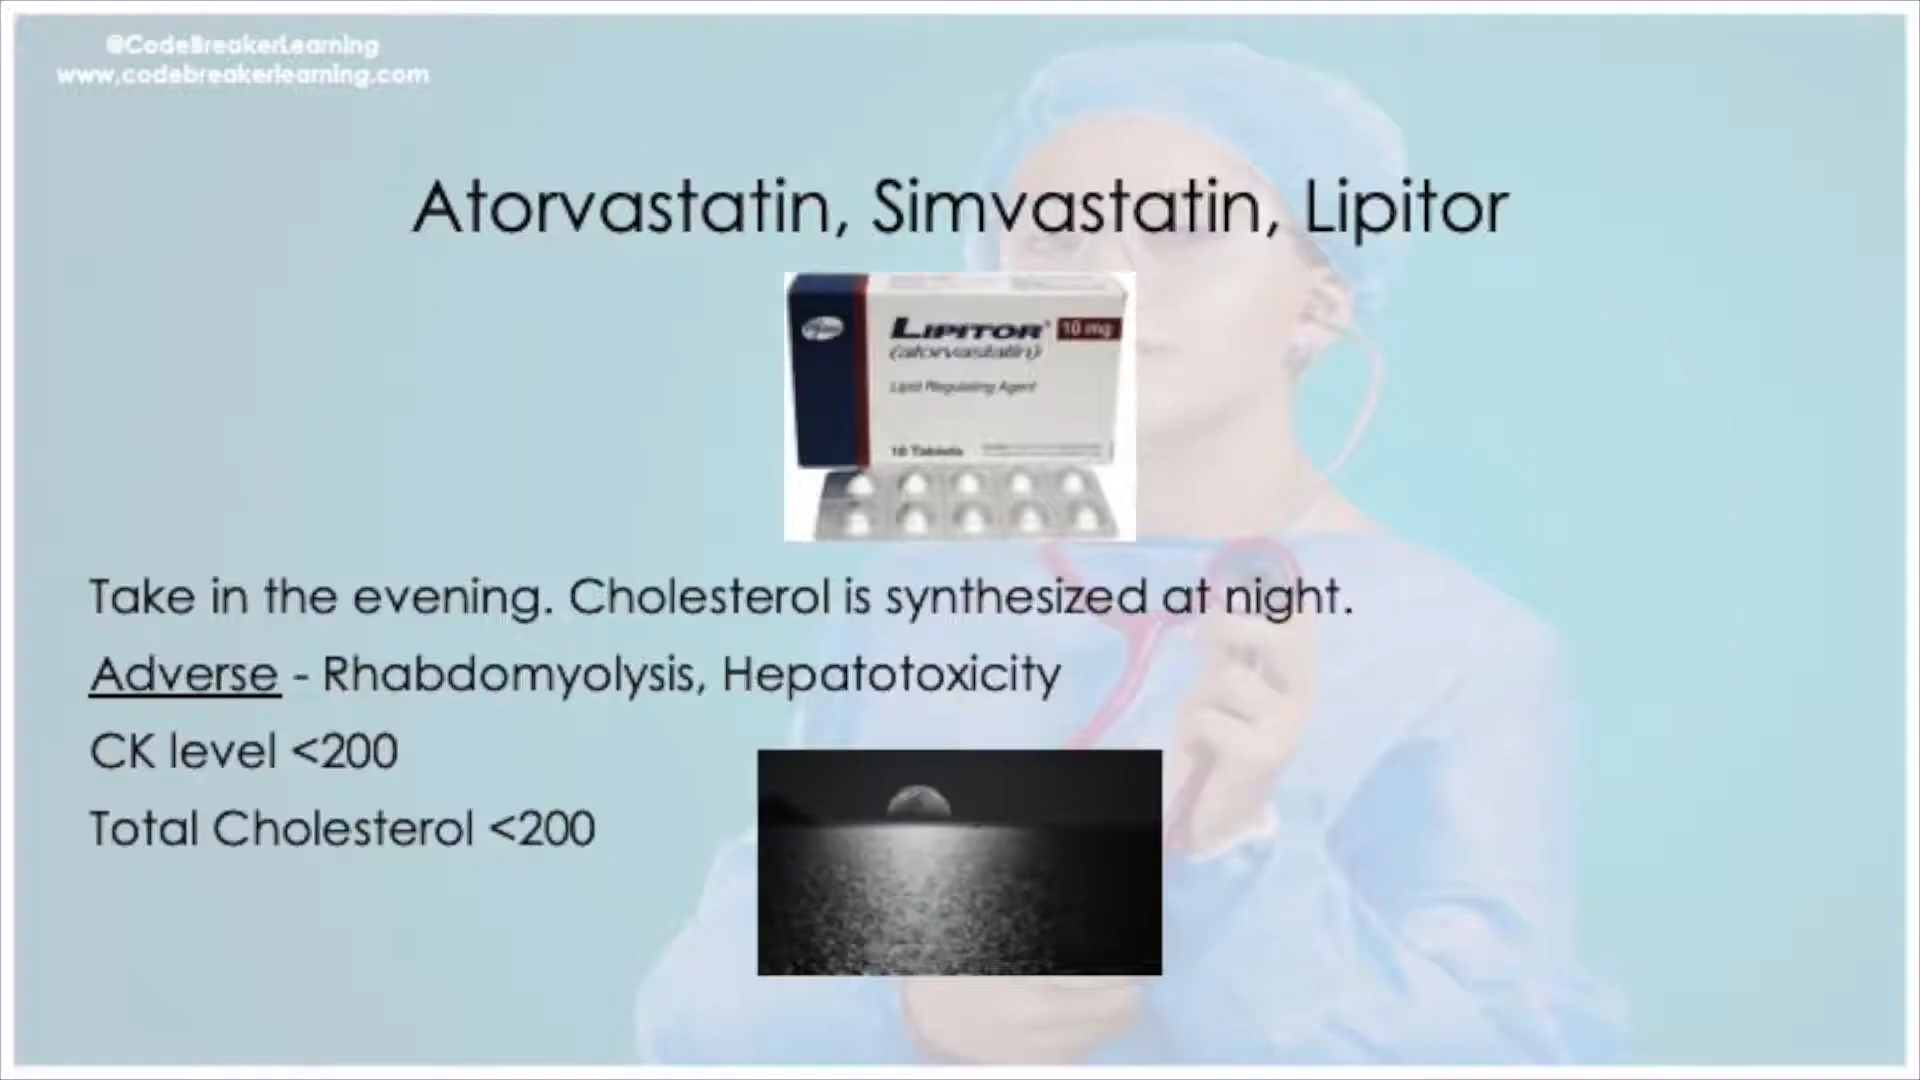 @CodeBreakerLearning
www,codebreakerlearning.com
Atorvastatin, Simvastatin, Lipitor
Pfizer
LIPITOR® 10 mg
(atorvastatin)
Lipid Regulating Agent
10 Tablets
Take in the evening. Cholesterol is synthesized at night.
Adverse - Rhabdomyolysis, Hepatotoxicity
CK level <200
Total Cholesterol <200